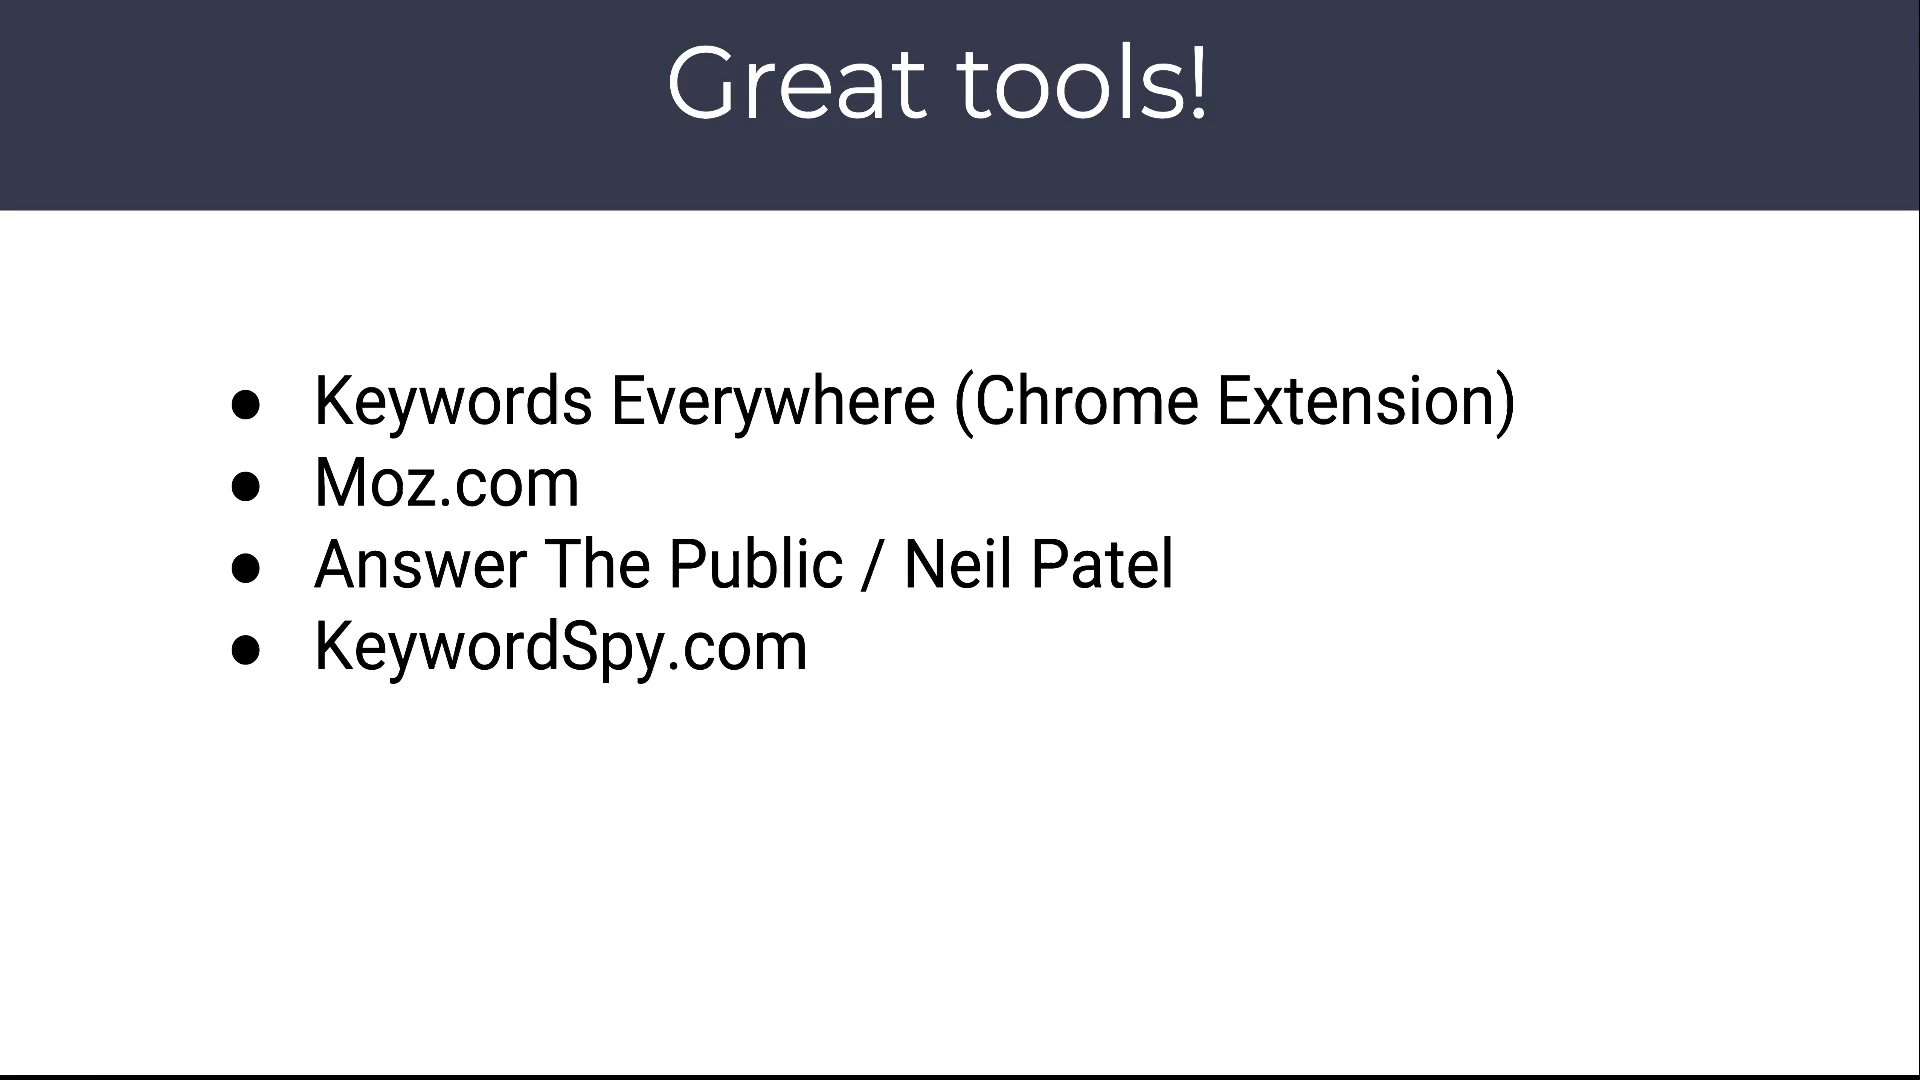 Great tools!
● Keywords Everywhere (Chrome Extension)
● Moz.com
● Answer The Public / Neil Patel
● KeywordSpy.com